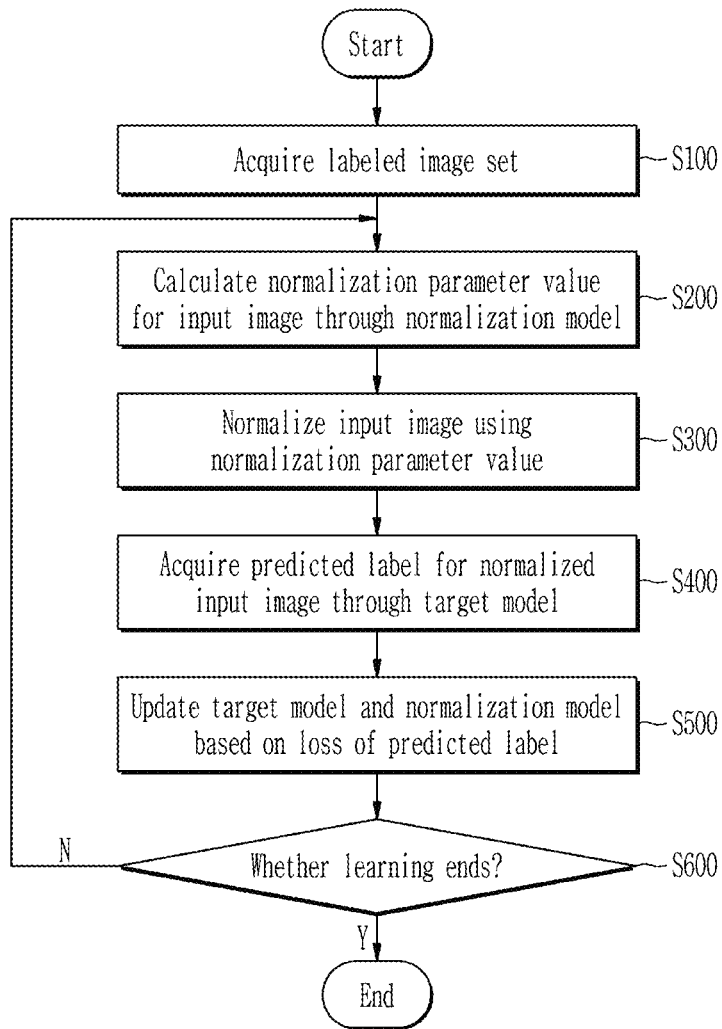 Start
Acquire labeled image set
S100
Calculate normalization parameter value
for input image through normalization model
S200
Normalize input image using
normalization parameter value
S300
Acquire predicted label for normalized
input image through target model
S400
Update target model and normalization model
based on loss of predicted label
S500
N
Whether learning ends?
S600
Y
End